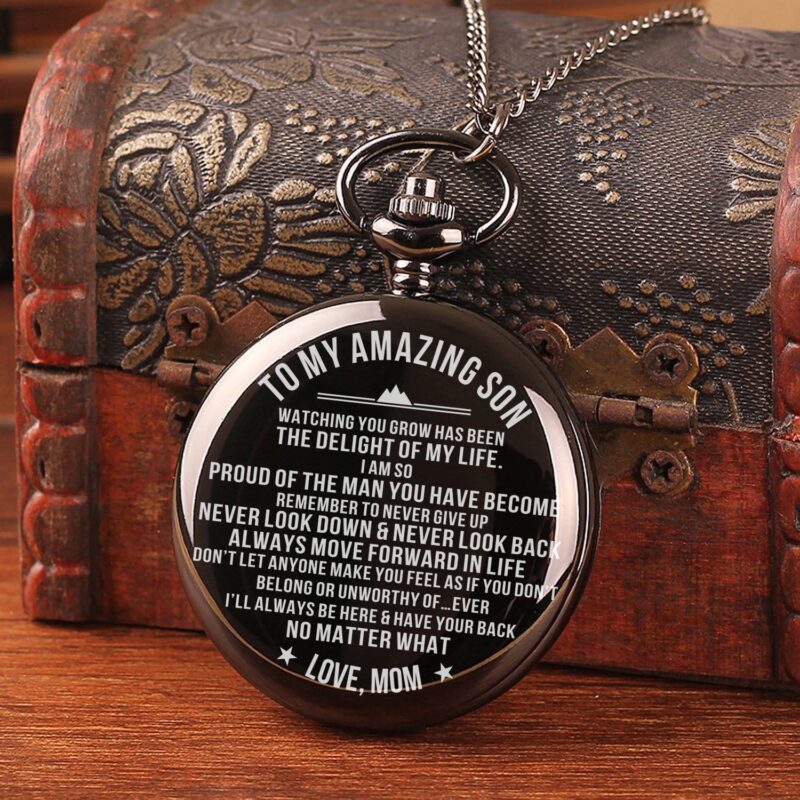 TO MY AMAZING SON
WATCHING YOU GROW HAS BEEN
THE DELIGHT OF MY LIFE.
I AM SO
PROUD OF THE MAN YOU HAVE BECOME
REMEMBER TO NEVER GIVE UP
NEVER LOOK DOWN & NEVER LOOK BACK
ALWAYS MOVE FORWARD IN LIFE
DON'T LET ANYONE MAKE YOU FEEL AS IF YOU DON'T
BELONG OR UNWORTHY OF...EVER
I'LL ALWAYS BE HERE & HAVE YOUR BACK
NO MATTER WHAT
LOVE, MOM